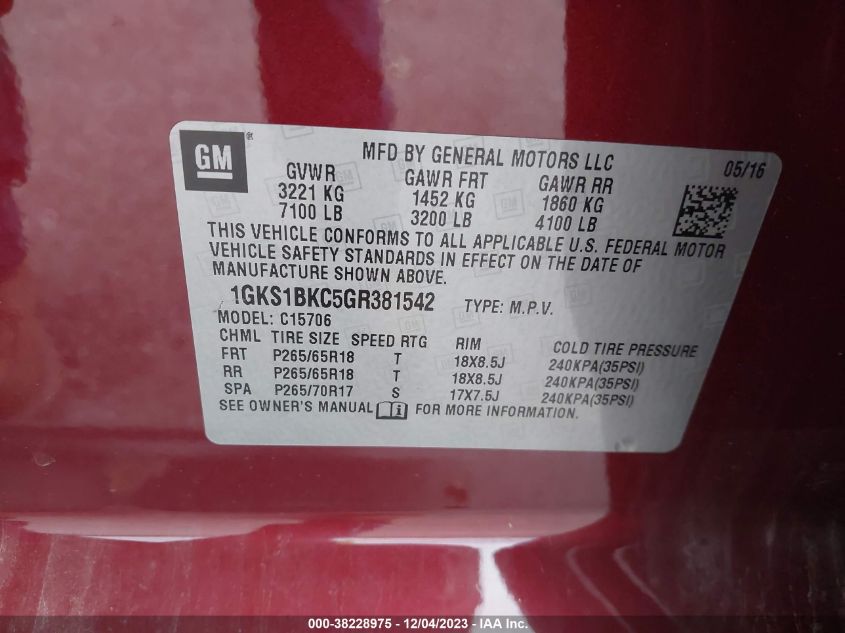 GM®
MFD BY GENERAL MOTORS LLC 05/16
GVWR GAWR FRT GAWR RR
3221 KG 1452 KG 1860 KG
7100 LB 3200 LB 4100 LB
THIS VEHICLE CONFORMS TO ALL APPLICABLE U.S. FEDERAL MOTOR
VEHICLE SAFETY STANDARDS IN EFFECT ON THE DATE OF
MANUFACTURE SHOWN ABOVE.
1GKS1BKC5GR381542 TYPE: M.P.V.
MODEL: C15706
CHML TIRE SIZE SPEED RTG RIM COLD TIRE PRESSURE
FRT P265/65R18 T 18X8.5J 240KPA(35PSI)
RR P265/65R18 T 18X8.5J 240KPA(35PSI)
SPA P265/70R17 S 17X7.5J 240KPA(35PSI)
SEE OWNER'S MANUAL FOR MORE INFORMATION.
000-38228975 - 12/04/2023 - IAA Inc.